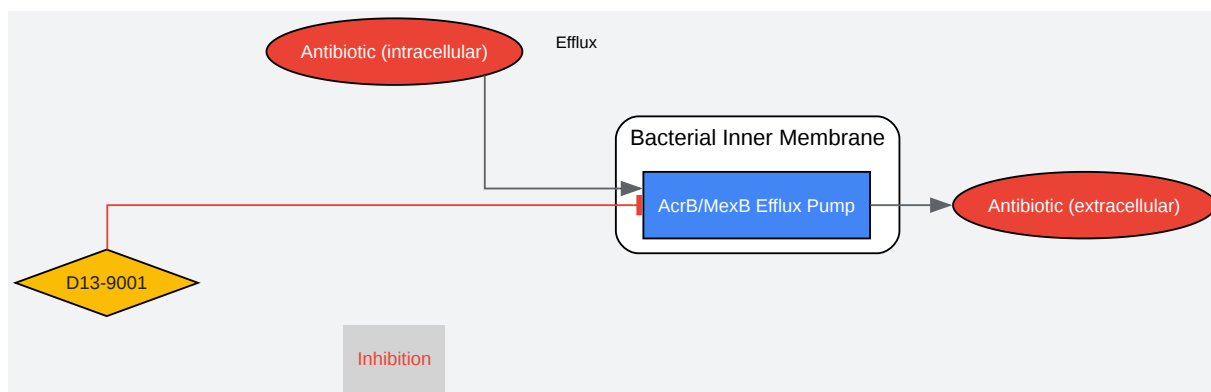 Antibiotic (intracellular)
Efflux
Bacterial Inner Membrane
AcrB/MexB Efflux Pump
Antibiotic (extracellular)
D13-9001
Inhibition